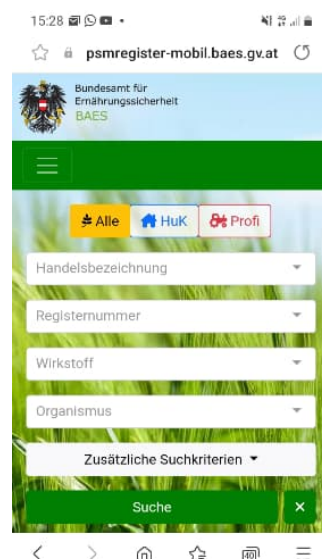 15:28
psmregister-mobil.baes.gv.at
Bundesamt für
Ernährungssicherheit
BAES
Alle HuK Profi
Handelsbezeichnung
Registernummer
Wirkstoff
Organismus
Zusätzliche Suchkriterien
Suche ×
40